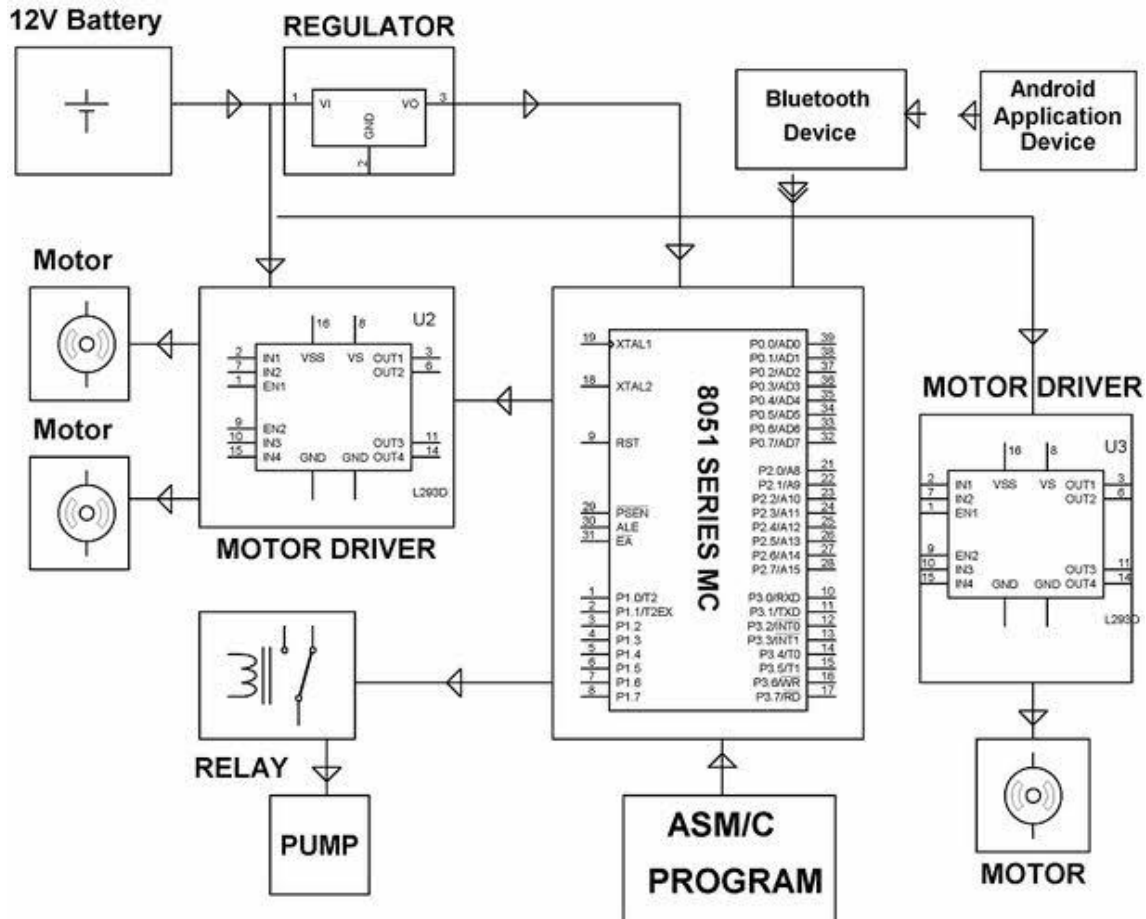 12V Battery
REGULATOR
1
VI
VO
3
GND
2
Bluetooth
Device
Android
Application
Device
Motor
Motor
U2
16
8
VSS
VS
2
IN1
7
IN2
1
EN1
9
EN2
10
IN3
15
IN4
OUT1
3
OUT2
6
OUT3
11
OUT4
14
GND
GND
L293D
MOTOR DRIVER
8051 SERIES MC
19
XTAL1
18
XTAL2
9
RST
29
PSEN
30
ALE
31
EA
1
P1.0/T2
2
P1.1/T2EX
3
P1.2
4
P1.3
5
P1.4
6
P1.5
7
P1.6
8
P1.7
P0.0/AD0
39
P0.1/AD1
38
P0.2/AD2
37
P0.3/AD3
36
P0.4/AD4
35
P0.5/AD5
34
P0.6/AD6
33
P0.7/AD7
32
P2.0/A8
21
P2.1/A9
22
P2.2/A10
23
P2.3/A11
24
P2.4/A12
25
P2.5/A13
26
P2.6/A14
27
P2.7/A15
28
P3.0/RXD
10
P3.1/TXD
11
P3.2/INT0
12
P3.3/INT1
13
P3.4/T0
14
P3.5/T1
15
P3.6/WR
16
P3.7/RD
17
MOTOR DRIVER
U3
16
8
VSS
VS
2
IN1
7
IN2
1
EN1
9
EN2
10
IN3
15
IN4
OUT1
3
OUT2
6
OUT3
11
OUT4
14
GND
GND
L293D
RELAY
PUMP
ASM/C
PROGRAM
MOTOR